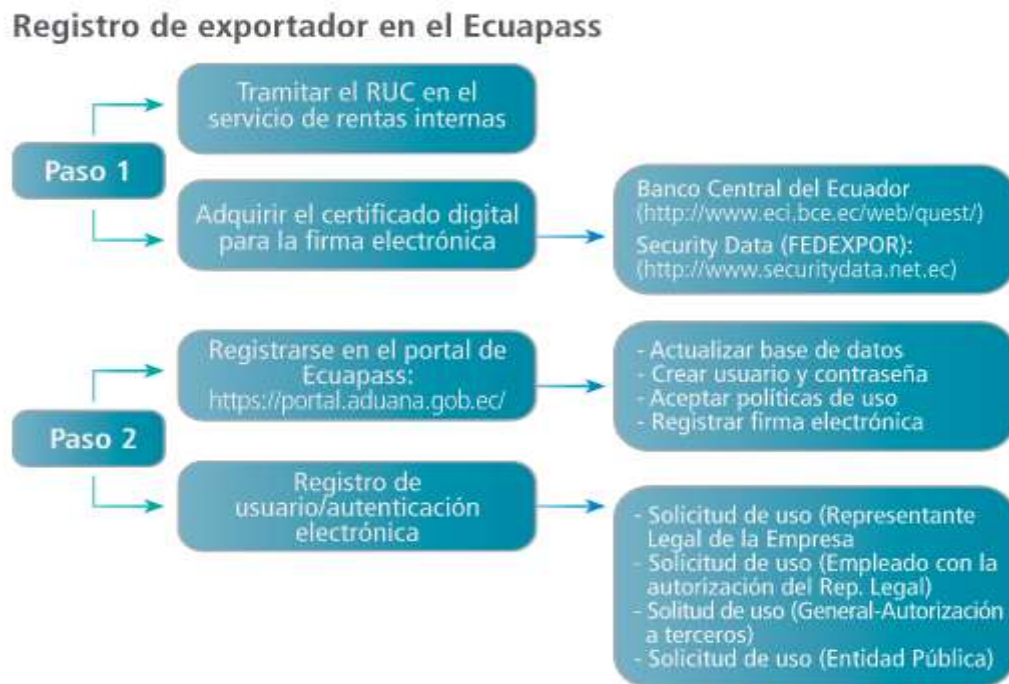 Registro de exportador en el Ecuapass
Paso 1
Tramitar el RUC en el
servicio de rentas internas
Adquirir el certificado digital
para la firma electrónica
Banco Central del Ecuador
(http://www.eci.bce.ec/web/quest/)
Security Data (FEDEXPOR):
(http://www.securitydata.net.ec)
Paso 2
Registrarse en el portal de
Ecuapass:
https://portal.aduana.gob.ec/
- Actualizar base de datos
- Crear usuario y contraseña
- Aceptar políticas de uso
- Registrar firma electrónica
Registro de
usuario/autenticación
electrónica
- Solicitud de uso (Representante
Legal de la Empresa
- Solicitud de uso (Empleado con la
autorización del Rep. Legal)
- Solitud de uso (General-Autorización
a terceros)
- Solicitud de uso (Entidad Pública)